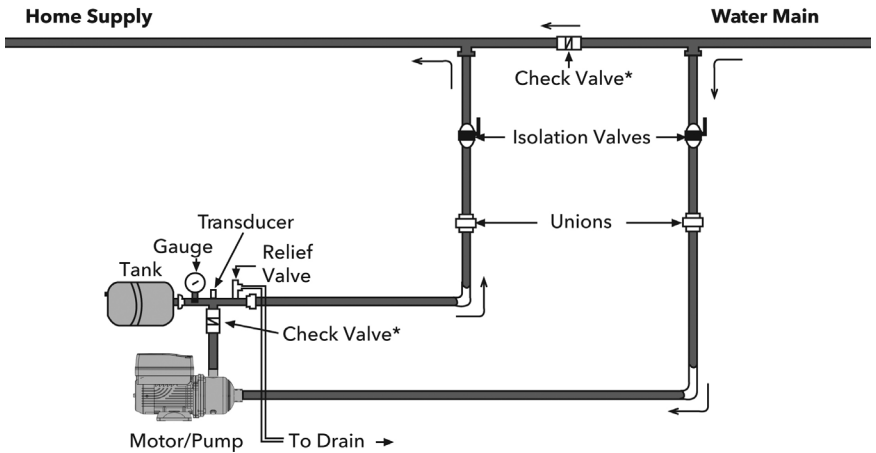 Home Supply
Water Main
Check Valve*
Isolation Valves
Unions
Transducer
Gauge
Relief
Valve
Tank
Check Valve*
Motor/Pump
To Drain